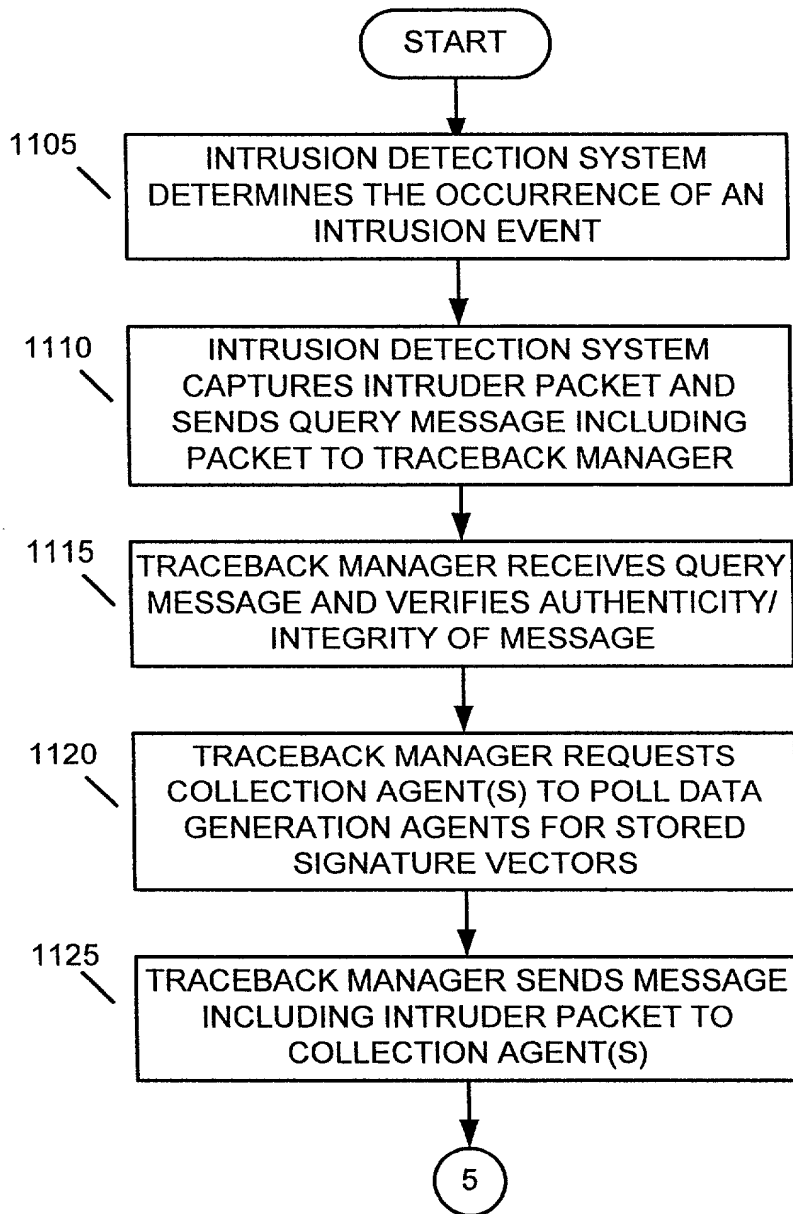 START
1105
INTRUSION DETECTION SYSTEM
DETERMINES THE OCCURRENCE OF AN
INTRUSION EVENT
1110
INTRUSION DETECTION SYSTEM
CAPTURES INTRUDER PACKET AND
SENDS QUERY MESSAGE INCLUDING
PACKET TO TRACEBACK MANAGER
1115
TRACEBACK MANAGER RECEIVES QUERY
MESSAGE AND VERIFIES AUTHENTICITY/
INTEGRITY OF MESSAGE
1120
TRACEBACK MANAGER REQUESTS
COLLECTION AGENT(S) TO POLL DATA
GENERATION AGENTS FOR STORED
SIGNATURE VECTORS
1125
TRACEBACK MANAGER SENDS MESSAGE
INCLUDING INTRUDER PACKET TO
COLLECTION AGENT(S)
5